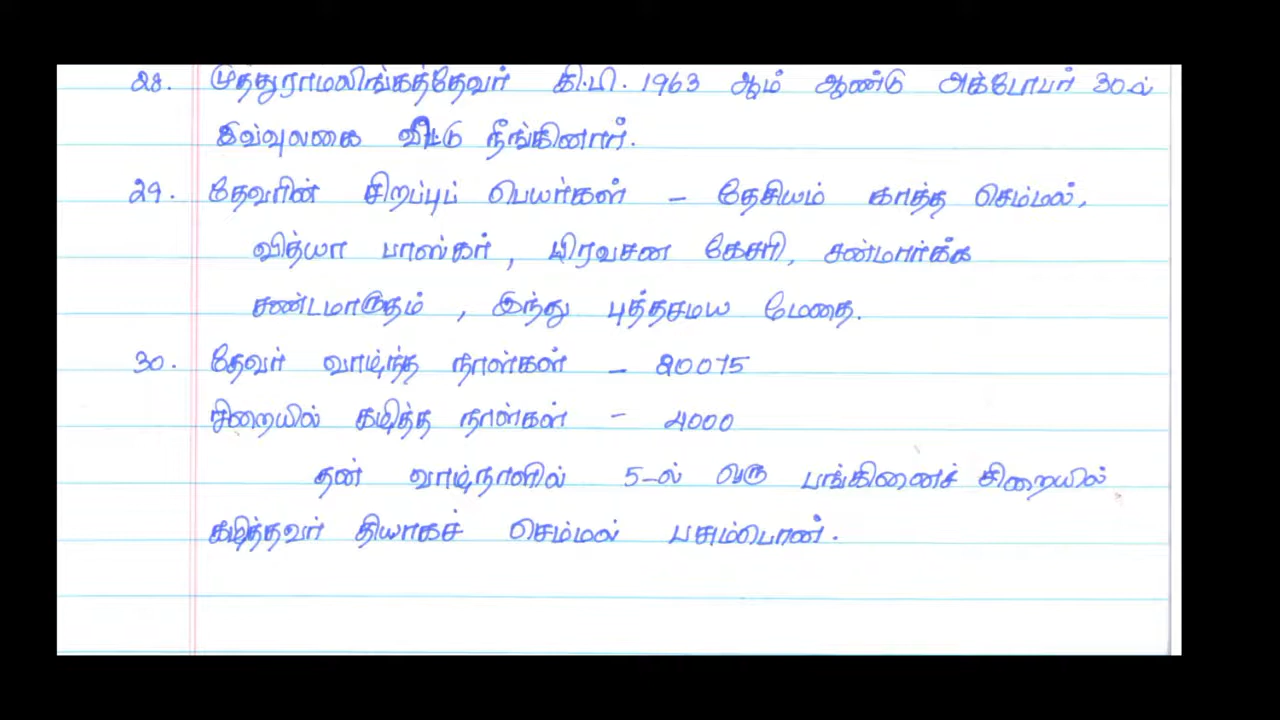 28. முத்துராமலிங்கத்தேவர் கி.பி. 1963 ஆம் ஆண்டு அக்டோபர் 30ல்
இவ்வுலகை விட்டு நீங்கினார்.
29. தேவரின் சிறப்புப் பெயர்கள் – தேசியம் காத்த செம்மல்,
வித்யா பாஸ்கர், பிரவசன கேசரி, சன்மார்க்க
சண்டமாருதம், இந்து புத்தசமய மேதை.
30. தேவர் வாழ்ந்த நாள்கள் – 20075
சிறையில் கழித்த நாள்கள் – 4000
தன் வாழ்நாளில் 5-ல் ஒரு பங்கினைச் சிறையில்
கழித்தவர் தியாகச் செம்மல் பசும்பொன்.